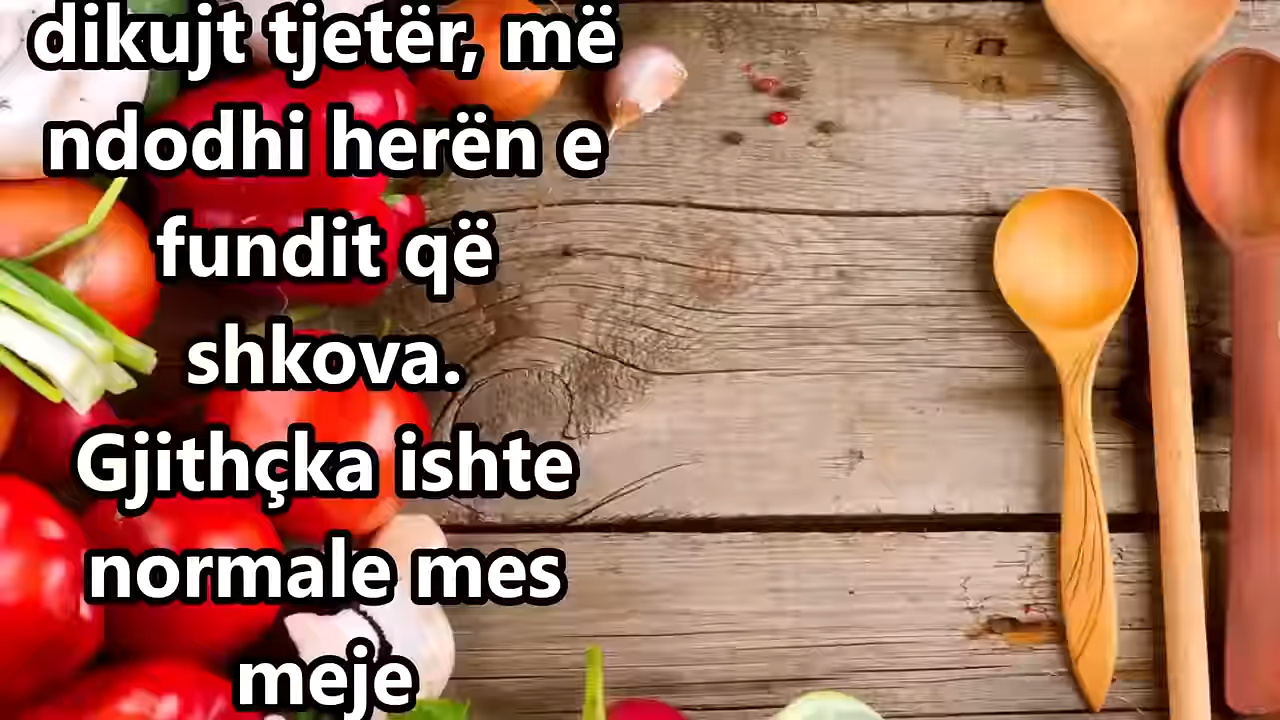 dikujt tjetër, më
ndodhi herën e
fundit që
shkova.
Gjithçka ishte
normale mes
meje